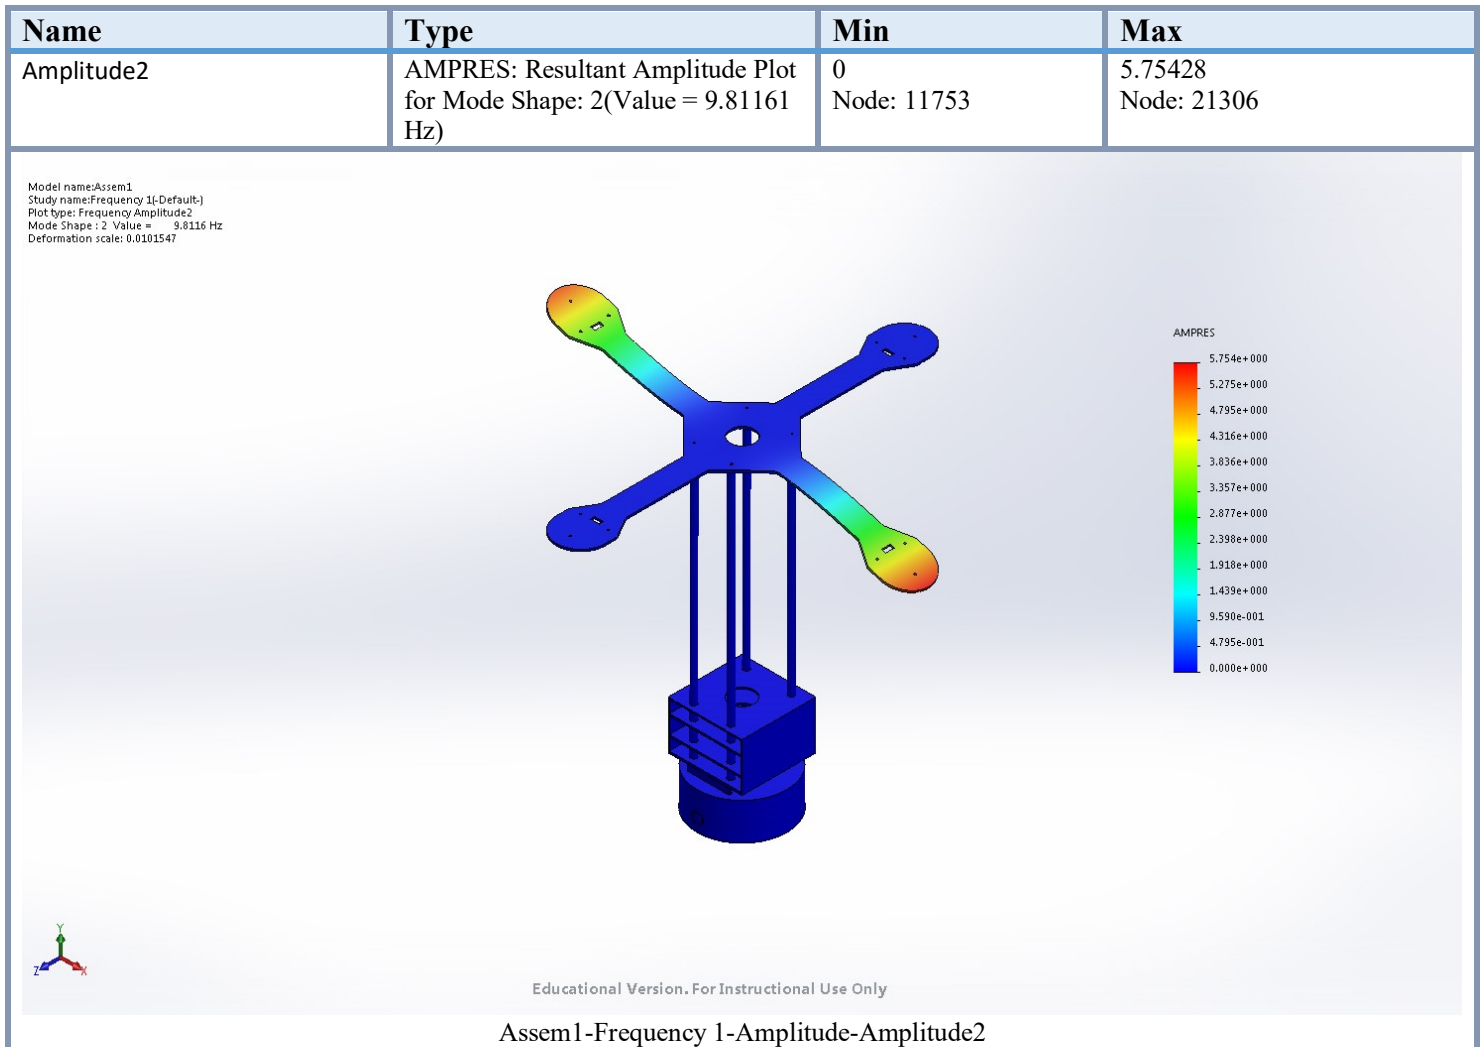 Name Type Min Max
Amplitude2 AMPRES: Resultant Amplitude Plot 0 5.75428
for Mode Shape: 2(Value = 9.81161 Node: 11753 Node: 21306
Hz)
Model name:Assem1
Study name:Frequency 1(-Default-)
Plot type: Frequency Amplitude2
Mode Shape : 2 Value = 9.8116 Hz
Deformation scale: 0.0101547
AMPRES
5.754e+000
5.275e+000
4.795e+000
4.316e+000
3.836e+000
3.357e+000
2.877e+000
2.398e+000
1.918e+000
1.439e+000
9.590e-001
4.795e-001
0.000e+000
Y
Z X
Educational Version. For Instructional Use Only
Assem1-Frequency 1-Amplitude-Amplitude2